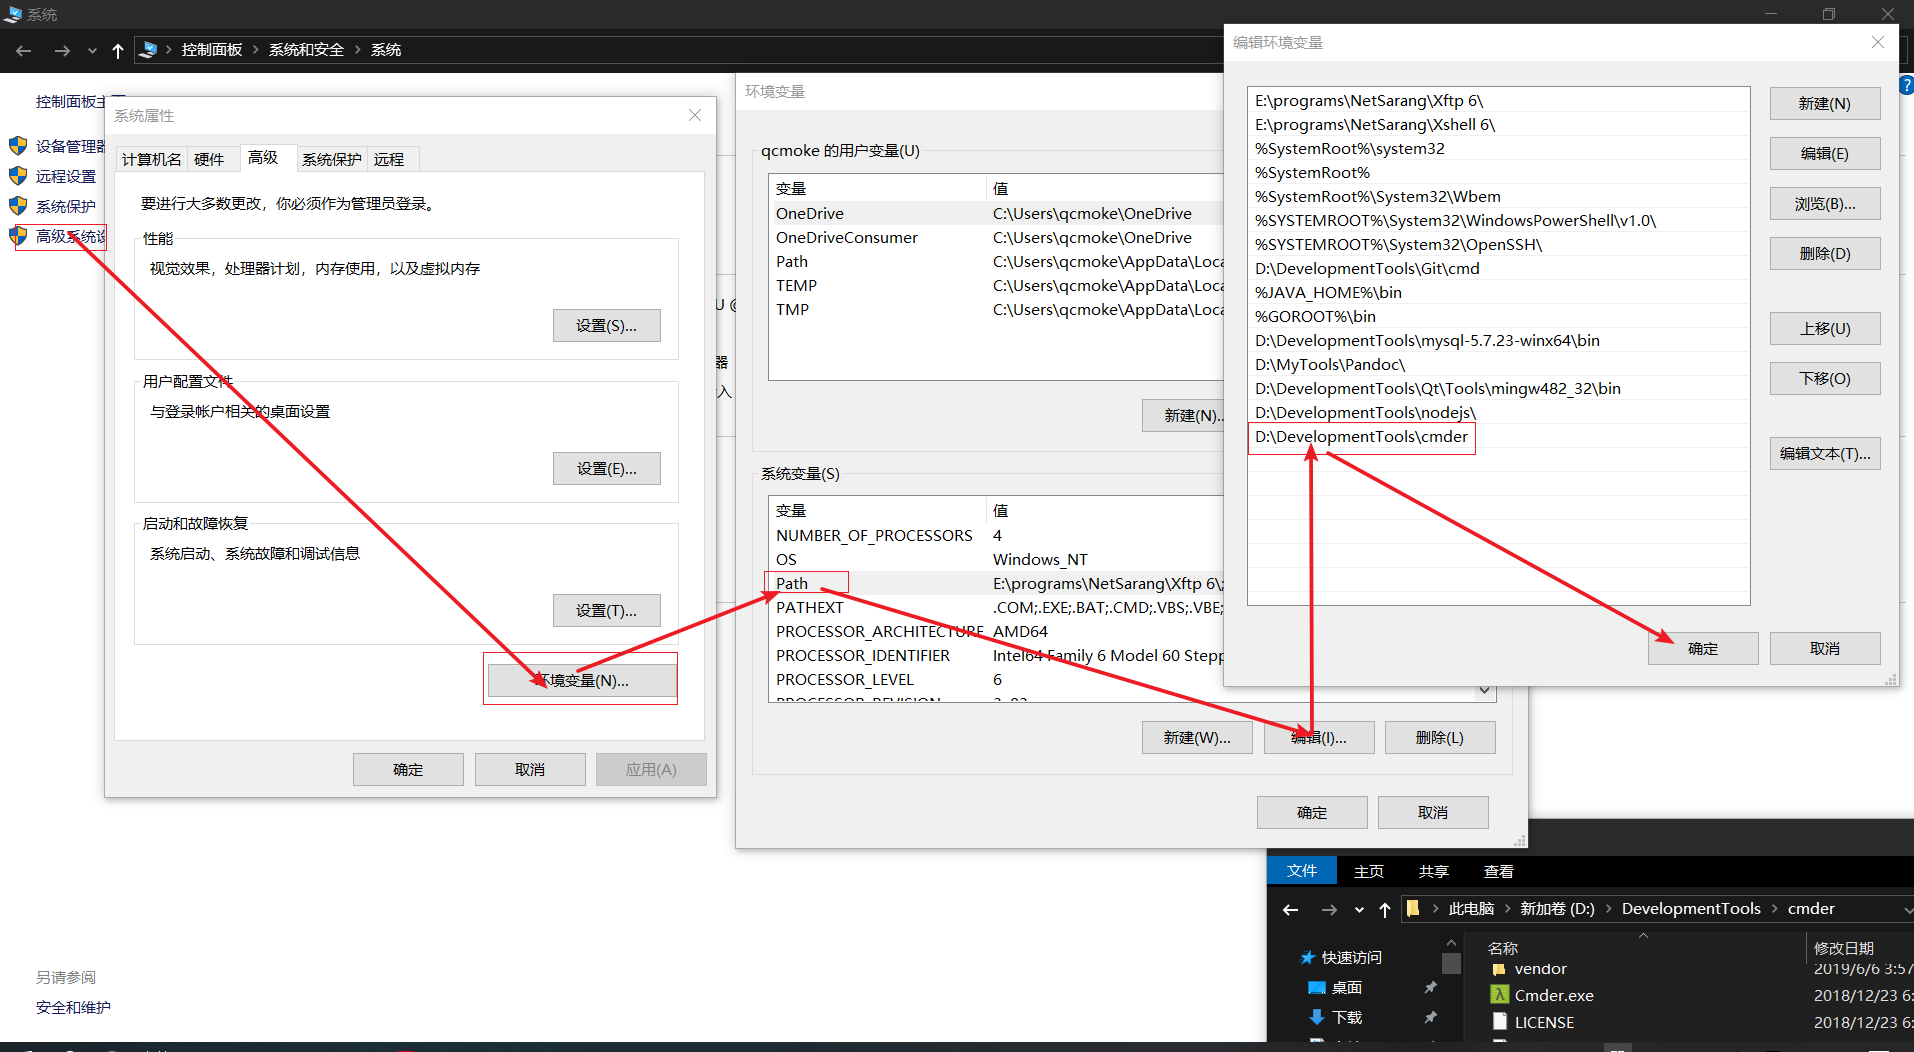 系统
控制面板
系统和安全
系统
控制面板主
设备管理器
远程设置
系统保护
高级系统设
另请参阅
安全和维护
系统属性
计算机名
硬件
高级
系统保护
远程
要进行大多数更改，你必须作为管理员登录。
性能
视觉效果，处理器计划，内存使用，以及虚拟内存
设置(S)...
用户配置文件
与登录帐户相关的桌面设置
设置(E)...
启动和故障恢复
系统启动、系统故障和调试信息
设置(T)...
环境变量(N)...
确定
取消
应用(A)
U @
器
入
环境变量
qcmoke 的用户变量(U)
变量 值
OneDrive C:\Users\qcmoke\OneDrive
OneDriveConsumer C:\Users\qcmoke\OneDrive
Path C:\Users\qcmoke\AppData\Loca
TEMP C:\Users\qcmoke\AppData\Loca
TMP C:\Users\qcmoke\AppData\Loca
新建(N)..
系统变量(S)
变量 值
NUMBER_OF_PROCESSORS 4
OS Windows_NT
Path E:\programs\NetSarang\Xftp 6\;
PATHEXT .COM;.EXE;.BAT;.CMD;.VBS;.VBE;
PROCESSOR_ARCHITECTURE AMD64
PROCESSOR_IDENTIFIER Intel64 Family 6 Model 60 Stepp
PROCESSOR_LEVEL 6
PROCESSOR_REVISION
新建(W)...
编辑(I)...
删除(L)
确定
取消
编辑环境变量
E:\programs\NetSarang\Xftp 6\
E:\programs\NetSarang\Xshell 6\
%SystemRoot%\system32
%SystemRoot%
%SystemRoot%\System32\Wbem
%SYSTEMROOT%\System32\WindowsPowerShell\v1.0\
%SYSTEMROOT%\System32\OpenSSH\
D:\DevelopmentTools\Git\cmd
%JAVA_HOME%\bin
%GOROOT%\bin
D:\DevelopmentTools\mysql-5.7.23-winx64\bin
D:\MyTools\Pandoc\
D:\DevelopmentTools\Qt\Tools\mingw482_32\bin
D:\DevelopmentTools\nodejs\
D:\DevelopmentTools\cmder
新建(N)
编辑(E)
浏览(B)...
删除(D)
上移(U)
下移(O)
编辑文本(T)...
确定
取消
?
文件
主页
共享
查看
此电脑
新加卷 (D:)
DevelopmentTools
cmder
快速访问
桌面
下载
名称 修改日期
vendor 2019/6/6 3:57
Cmder.exe 2018/12/23 6:
LICENSE 2018/12/23 6: